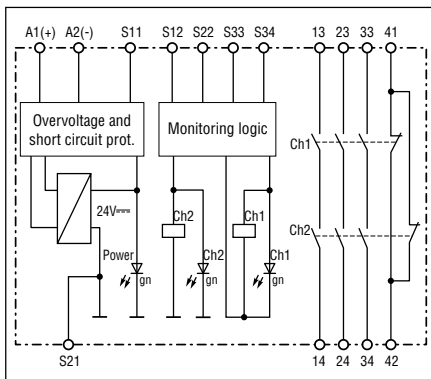 A1(+) A2(-) S11 S12 S22 S33 S34 13 23 33 41
Overvoltage and
short circuit prot.
Monitoring logic
Ch1
24V⎓
Ch2 Ch1
Ch2
Power Ch2 Ch1
gn gn gn
S21 14 24 34 42